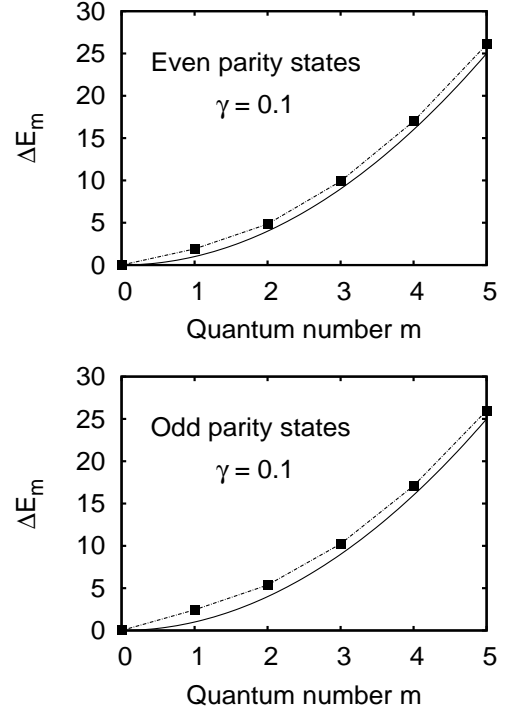 30
25
20
15
10
5
0
ΔE_m
Even parity states
γ = 0.1
0 1 2 3 4 5
Quantum number m
30
25
20
15
10
5
0
ΔE_m
Odd parity states
γ = 0.1
0 1 2 3 4 5
Quantum number m